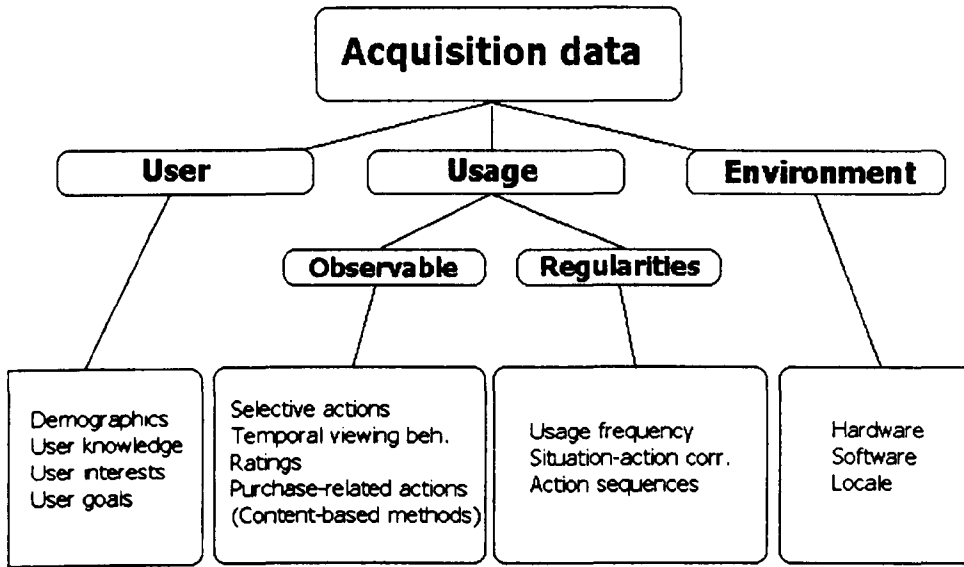 Acquisition data
User
Usage
Environment
Observable
Regularities
Demographics
User knowledge
User interests
User goals
Selective actions
Temporal viewing beh.
Ratings
Purchase-related actions
(Content-based methods)
Usage frequency
Situation-action corr.
Action sequences
Hardware
Software
Locale